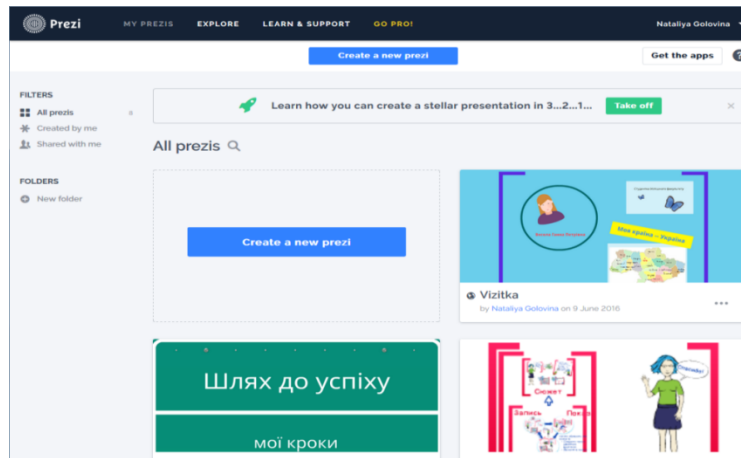 Prezi MY PREZIS EXPLORE LEARN & SUPPORT GO PRO! Nataliya Golovina
Create a new prezi Get the apps ?
FILTERS
All prezis
Created by me
Shared with me
FOLDERS
New folder
Learn how you can create a stellar presentation in 3...2...1... Take off
All prezis
Create a new prezi
Моя країна – Україна
Vizitka
by Nataliya Golovina on 9 June 2016
Шлях до успіху
мої кроки
Сюжет
Запись
Спасибо!